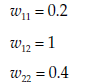 w₁₁ = 0.2
w₁₂ = 1
w₂₂ = 0.4